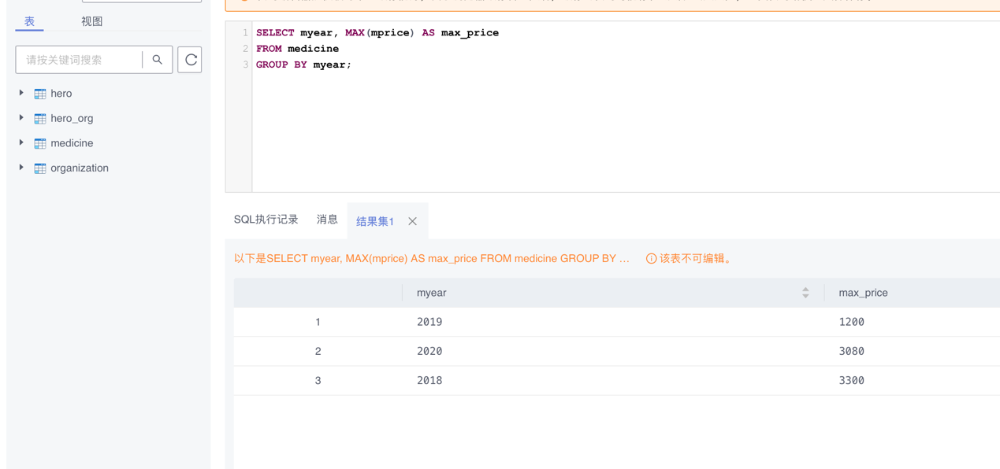 表 视图
请按关键词搜索
hero
hero_org
medicine
organization
1 SELECT myear, MAX(mprice) AS max_price
2 FROM medicine
3 GROUP BY myear;
SQL执行记录 消息 结果集1
以下是SELECT myear, MAX(mprice) AS max_price FROM medicine GROUP BY ... 该表不可编辑。
myear max_price
1 2019 1200
2 2020 3080
3 2018 3300